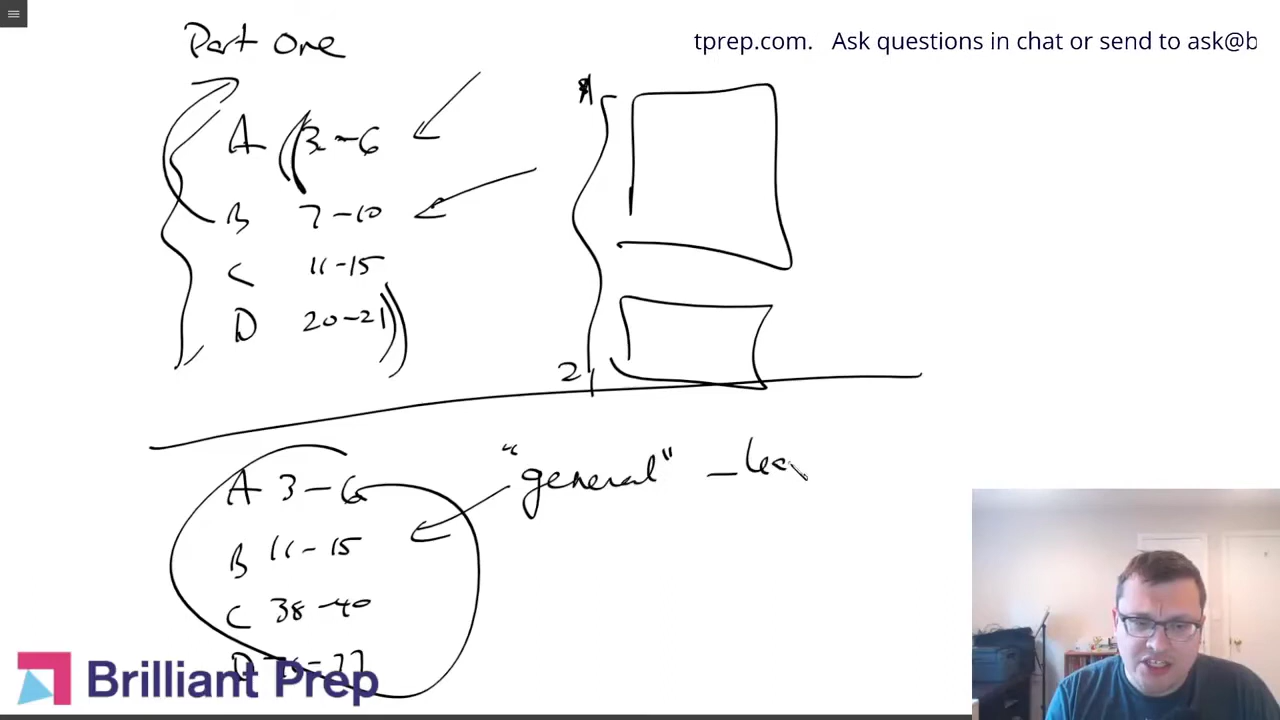 Part One
tprep.com. Ask questions in chat or send to ask@b
A 3-6
B 7-10
C 11-15
D 20-21
21
"general" - lea
A 3-6
B 11-15
C 38-40
D
Brilliant Prep